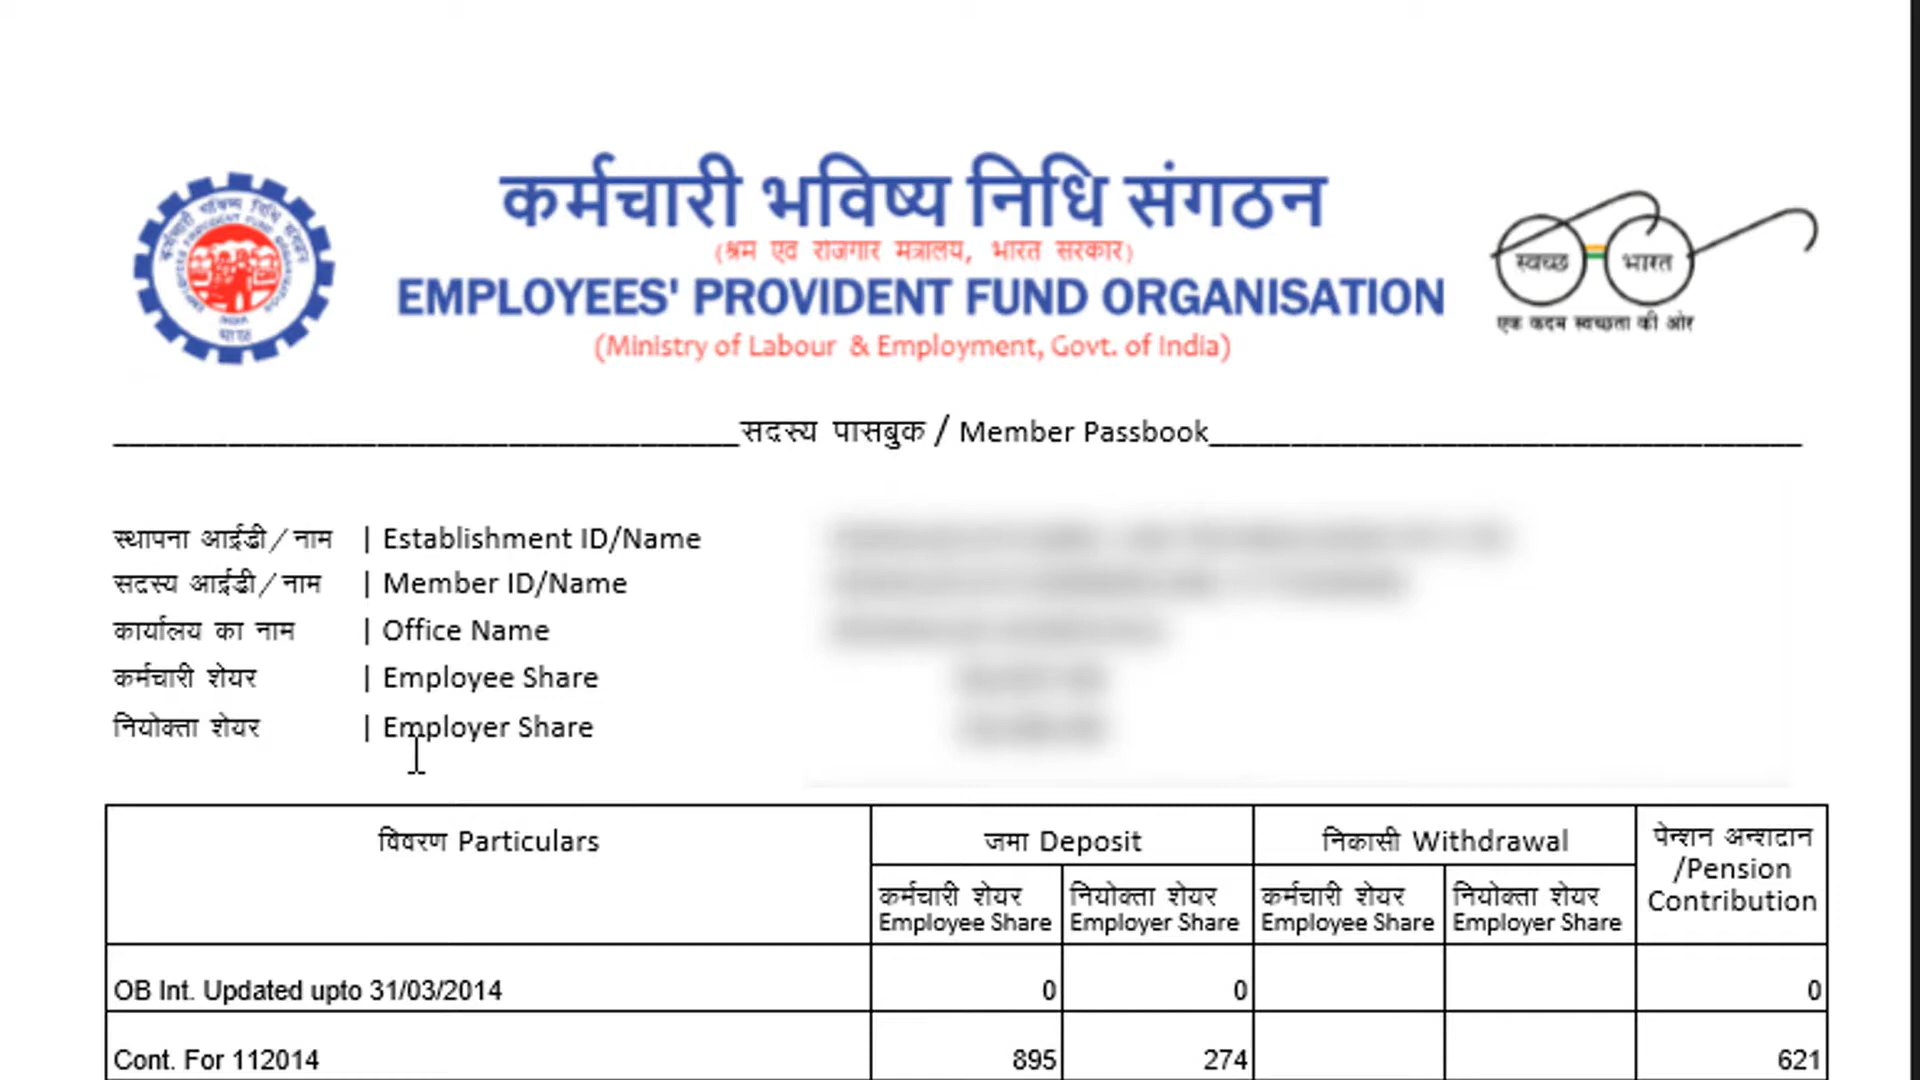 कर्मचारी भविष्य निधि संगठन
(श्रम एवं रोजगार मंत्रालय, भारत सरकार)
EMPLOYEES' PROVIDENT FUND ORGANISATION
(Ministry of Labour & Employment, Govt. of India)
स्वच्छ भारत
एक कदम स्वच्छता की ओर
सदस्य पासबुक / Member Passbook
स्थापना आईडी/नाम | Establishment ID/Name
सदस्य आईडी/नाम | Member ID/Name
कार्यालय का नाम | Office Name
कर्मचारी शेयर | Employee Share
नियोक्ता शेयर | Employer Share
विवरण Particulars जमा Deposit निकासी Withdrawal पेन्शन अन्शदान
/Pension
Contribution
कर्मचारी शेयर नियोक्ता शेयर कर्मचारी शेयर नियोक्ता शेयर
Employee Share Employer Share Employee Share Employer Share
OB Int. Updated upto 31/03/2014 0 0 0
Cont. For 112014 895 274 621